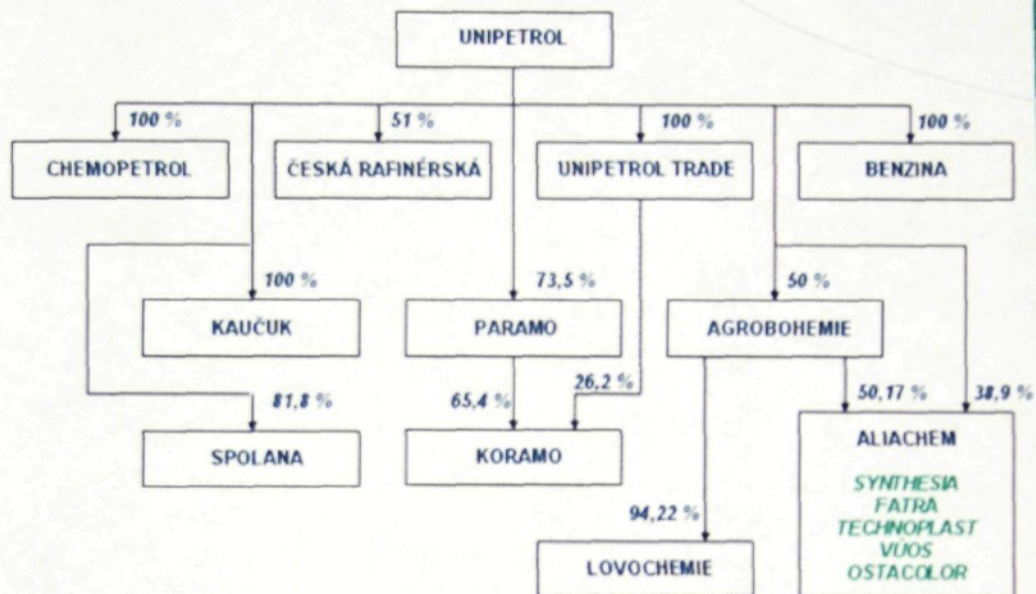 UNIPETROL
100 %
51 %
100 %
100 %
CHEMOPETROL
ČESKÁ RAFINÉRSKÁ
UNIPETROL TRADE
BENZINA
100 %
73,5 %
50 %
KAUČUK
PARAMO
AGROBOHEMIE
81,8 %
65,4 %
26,2 %
50,17 %
38,9 %
SPOLANA
KORAMO
ALIACHEM
SYNTHESIA
FATRA
TECHNOPLAST
VÚOS
OSTACOLOR
94,22 %
LOVOCHEMIE